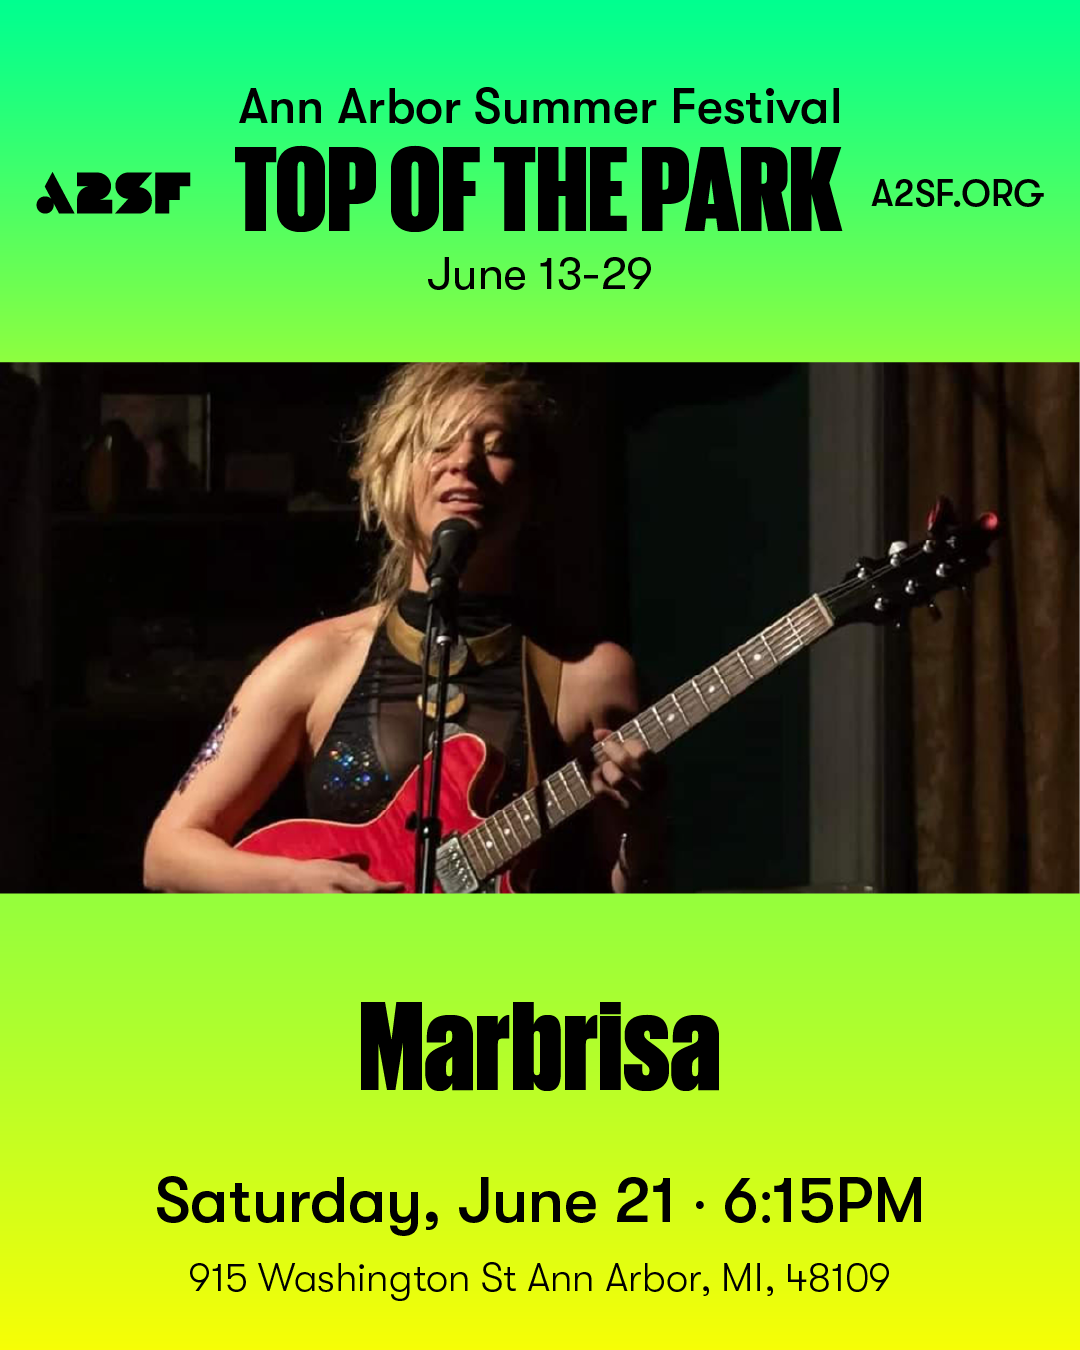 Ann Arbor Summer Festival
A2SF TOP OF THE PARK A2SF.ORG
June 13-29
Marbrisa
Saturday, June 21 · 6:15PM
915 Washington St Ann Arbor, MI, 48109